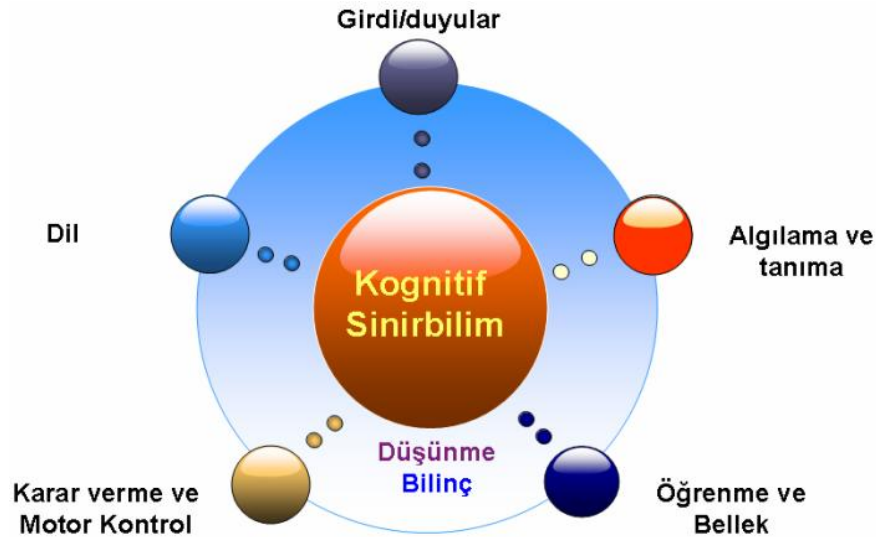 Girdi/duyular
Dil
Algılama ve
tanıma
Kognitif
Sinirbilim
Düşünme
Bilinç
Karar verme ve
Motor Kontrol
Öğrenme ve
Bellek